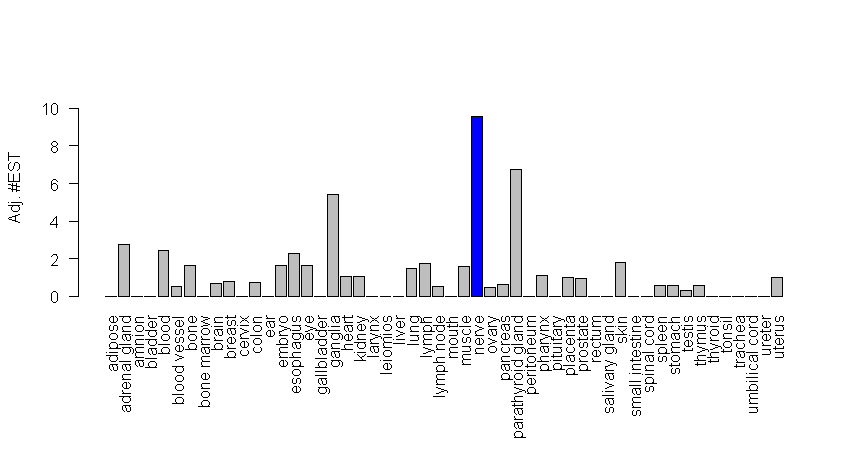 Adj. #EST
10
8
6
4
2
0
adipose
adrenal gland
amnion
bladder
blood
blood vessel
bone
bone marrow
brain
breast
cervix
colon
ear
embryo
esophagus
eye
gallbladder
ganglia
heart
kidney
larynx
leiomios
liver
lung
lymph
lymph node
mouth
muscle
nerve
ovary
pancreas
parathyroid gland
peritoneum
pharynx
pituitary
placenta
prostate
rectum
salivary gland
skin
small intestine
spinal cord
spleen
stomach
testis
thymus
thyroid
tonsil
trachea
umbilical cord
ureter
uterus